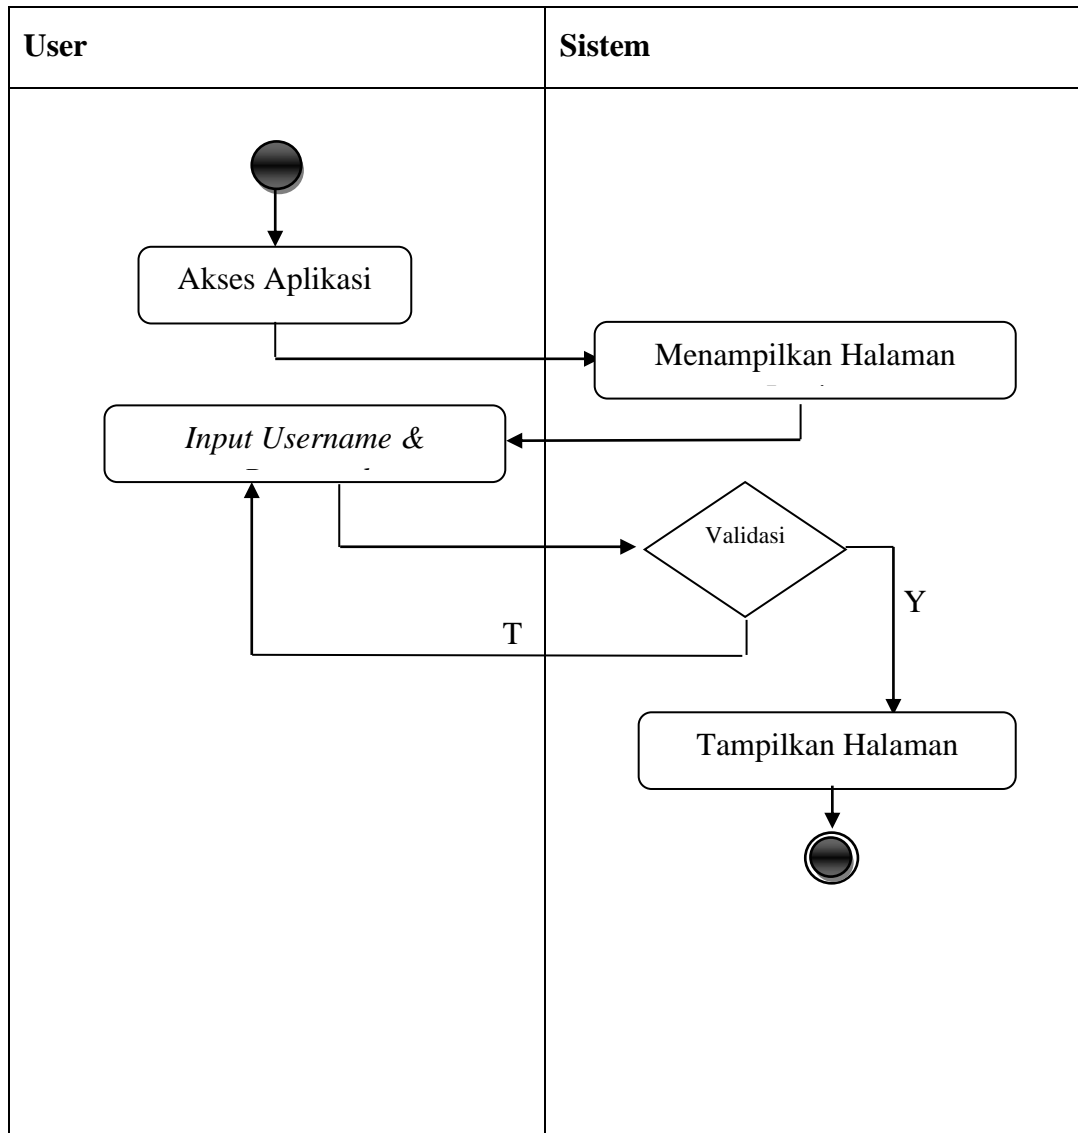 User
Sistem
Akses Aplikasi
Menampilkan Halaman
Input Username &
Validasi
Y
T
Tampilkan Halaman